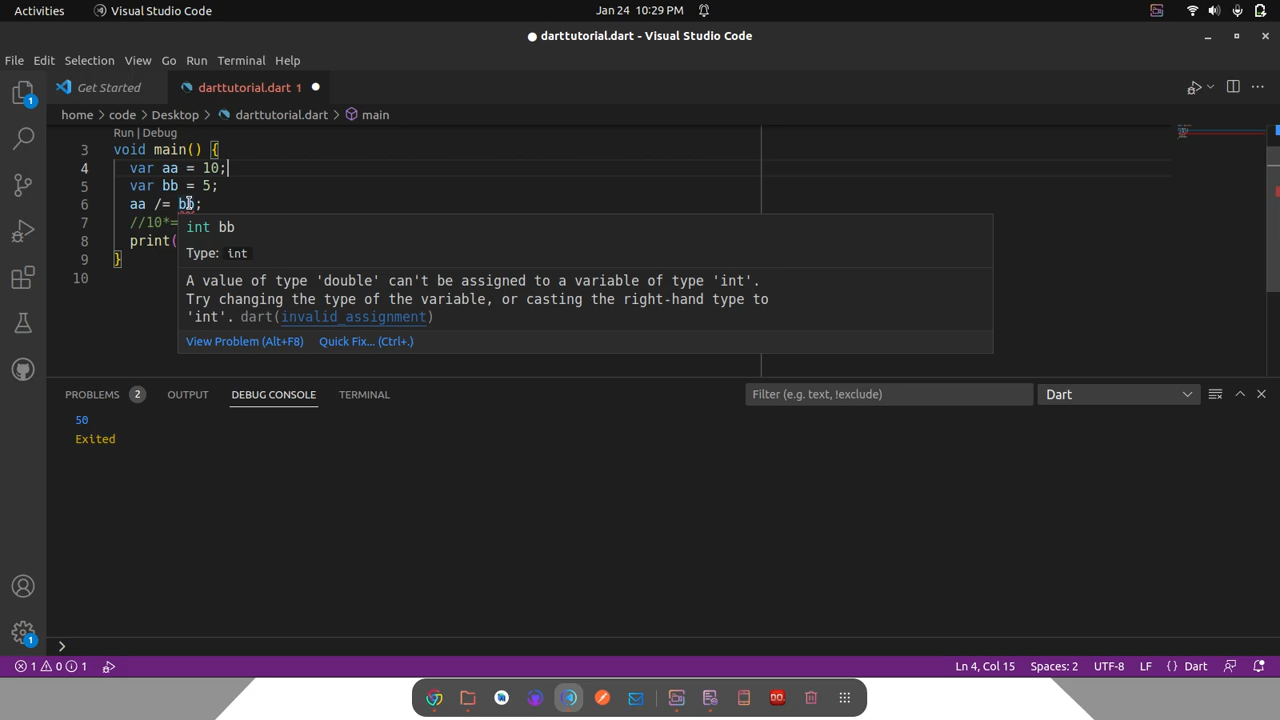 Activities
Visual Studio Code
Jan 24 10:29 PM
darttutorial.dart - Visual Studio Code
File Edit Selection View Go Run Terminal Help
1
Get Started
darttutorial.dart 1
home > code > Desktop > darttutorial.dart > main
Run | Debug
3 void main() {
4 var aa = 10;
5 var bb = 5;
6 aa /= bb;
7 //10*=
8 print(
9 }
10
int bb
Type: int
A value of type 'double' can't be assigned to a variable of type 'int'.
Try changing the type of the variable, or casting the right-hand type to
'int'. dart(invalid_assignment)
View Problem (Alt+F8) Quick Fix... (Ctrl+.)
PROBLEMS 2 OUTPUT DEBUG CONSOLE TERMINAL
Filter (e.g. text, !exclude)
Dart
50
Exited
1
1 0 1
Ln 4, Col 15 Spaces: 2 UTF-8 LF {} Dart